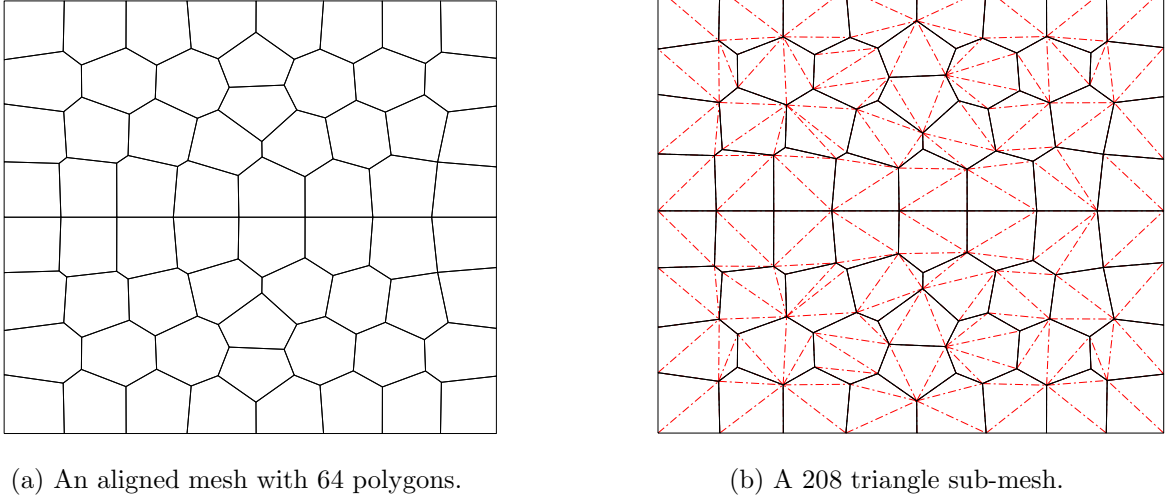 (a) An aligned mesh with 64 polygons.
(b) A 208 triangle sub-mesh.